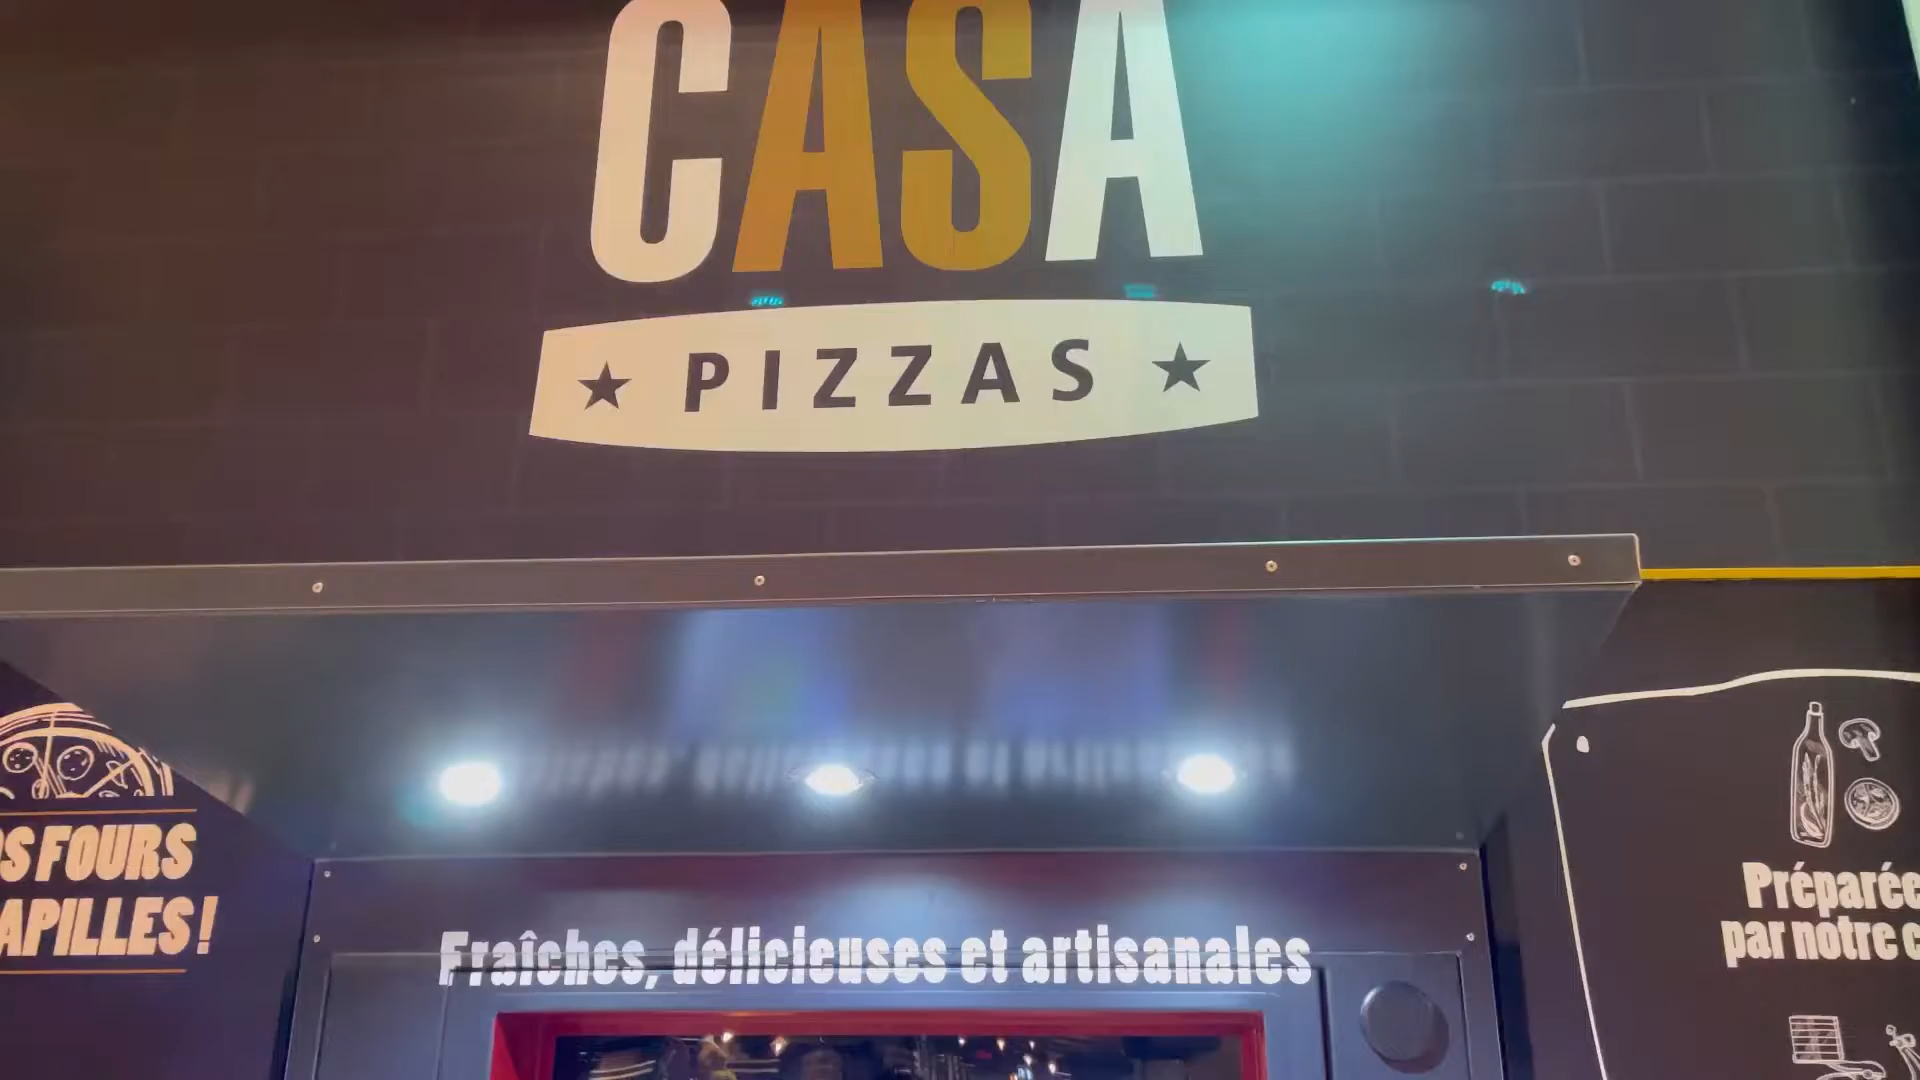 CASA
★ PIZZAS ★
S FOURS
APILLES !
Fraîches, délicieuses et artisanales
Préparée
par notre c